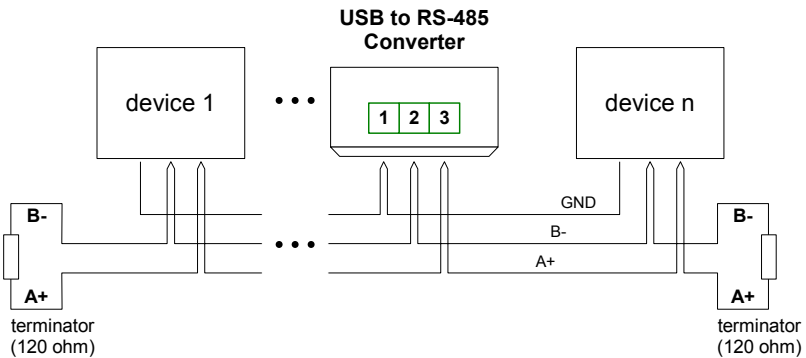 USB to RS-485
Converter
device 1
• • •
1 2 3
device n
GND
B-
B-
B-
• • •
A+
A+
A+
terminator
(120 ohm)
terminator
(120 ohm)